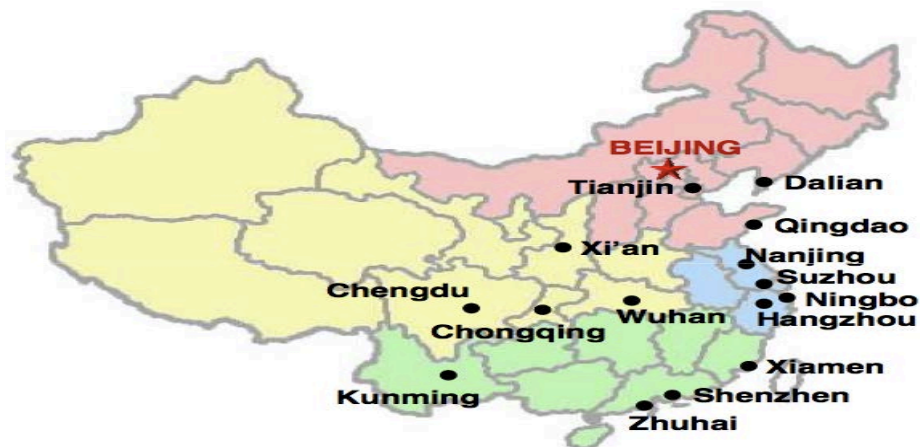 BEIJING
Tianjin
Dalian
Qingdao
Xi'an
Nanjing
Suzhou
Chengdu
Ningbo
Chongqing
Wuhan
Hangzhou
Xiamen
Kunming
Shenzhen
Zhuhai